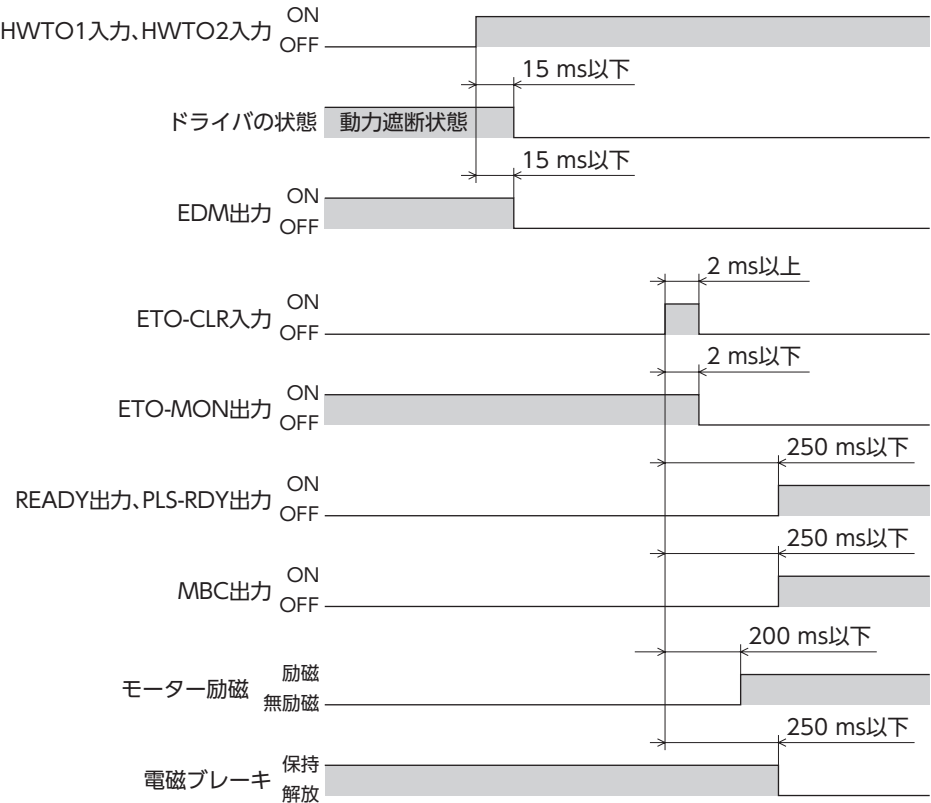 HWTO1入力、HWTO2入力 ON
OFF
15 ms以下
ドライバの状態 動力遮断状態
15 ms以下
EDM出力 ON
OFF
2 ms以上
ETO-CLR入力 ON
OFF
2 ms以下
ETO-MON出力 ON
OFF
250 ms以下
READY出力、PLS-RDY出力 ON
OFF
250 ms以下
MBC出力 ON
OFF
200 ms以下
モーター励磁 励磁
無励磁
250 ms以下
電磁ブレーキ 保持
解放